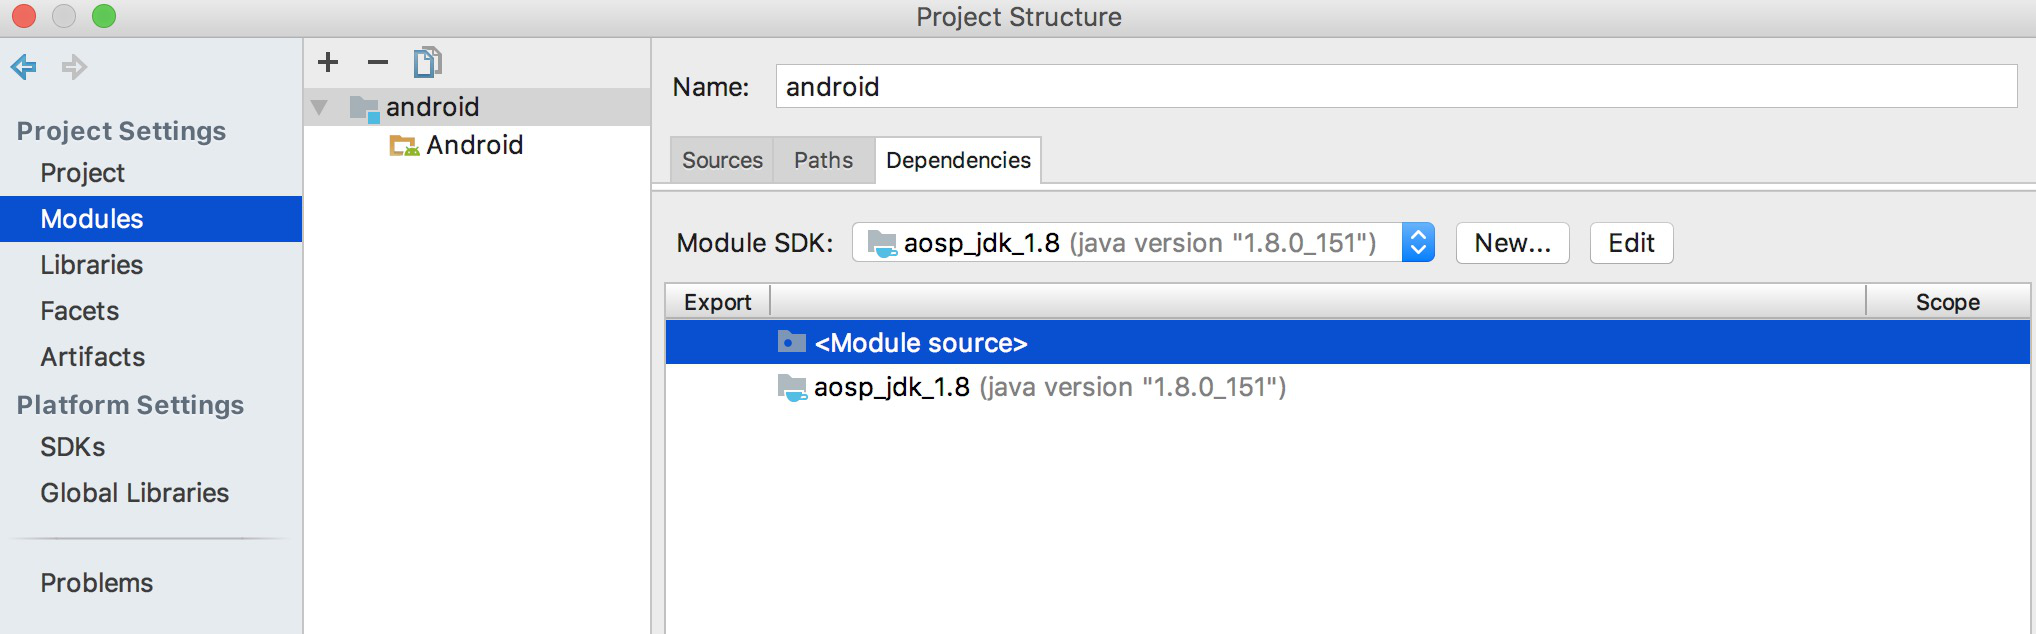 Project Structure
Project Settings
Project
Modules
Libraries
Facets
Artifacts
Platform Settings
SDKs
Global Libraries
Problems
android
Android
Name: android
Sources Paths Dependencies
Module SDK: aosp_jdk_1.8 (java version "1.8.0_151") New... Edit
Export Scope
<Module source>
aosp_jdk_1.8 (java version "1.8.0_151")